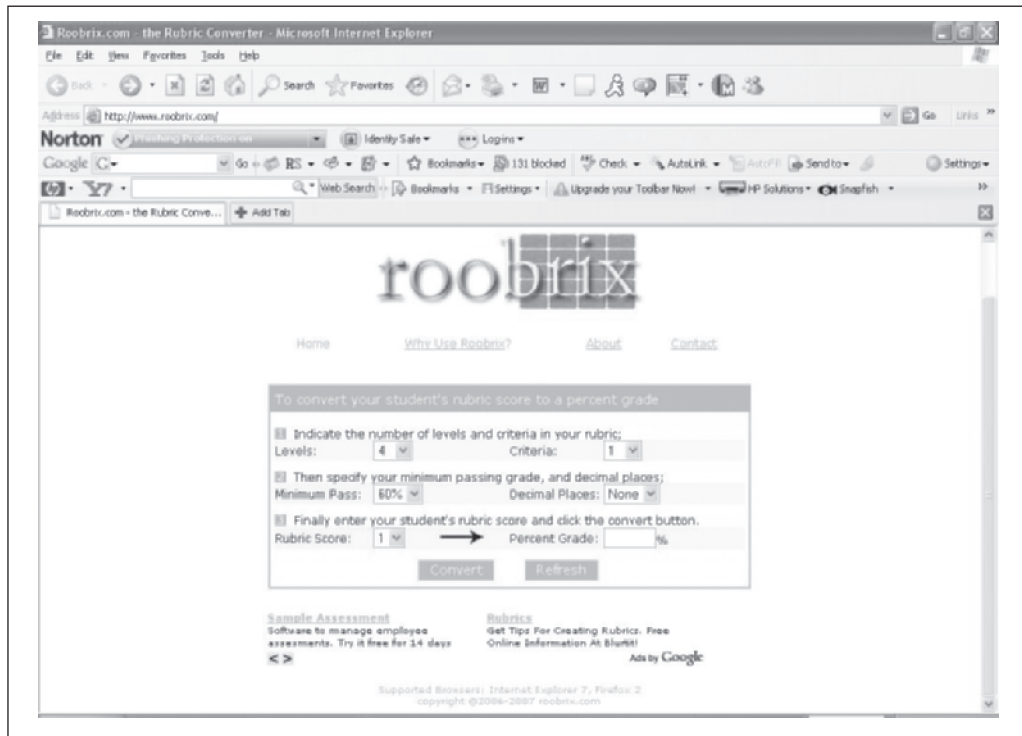 Roobrix.com - the Rubric Converter - Microsoft Internet Explorer
File Edit View Favorites Tools Help
Back Search Favorites
Address http://www.roobrix.com/ Go Links »
Norton Phishing Protection on Identity Safe Logins
Google G Go RS Bookmarks 131 blocked Check AutoLink AutoFill Send to Settings
Y7 Web Search Bookmarks Settings Upgrade your Toolbar Now! HP Solutions Snapfish »
Roobrix.com - the Rubric Conve... Add Tab
roobrix
Home Why Use Roobrix? About Contact
To convert your student's rubric score to a percent grade
Indicate the number of levels and criteria in your rubric;
Levels: 4 Criteria: 1
Then specify your minimum passing grade, and decimal places;
Minimum Pass: 60% Decimal Places: None
Finally enter your student's rubric score and click the convert button.
Rubric Score: 1 Percent Grade: %
Convert Refresh
Sample Assessment Rubrics
Software to manage employee Get Tips For Creating Rubrics. Free
assesments. Try it free for 14 days Online Information At Blurtit!
< > Ads by Google
Supported Browsers: Internet Explorer 7, Firefox 2
copyright @2006-2007 roobrix.com